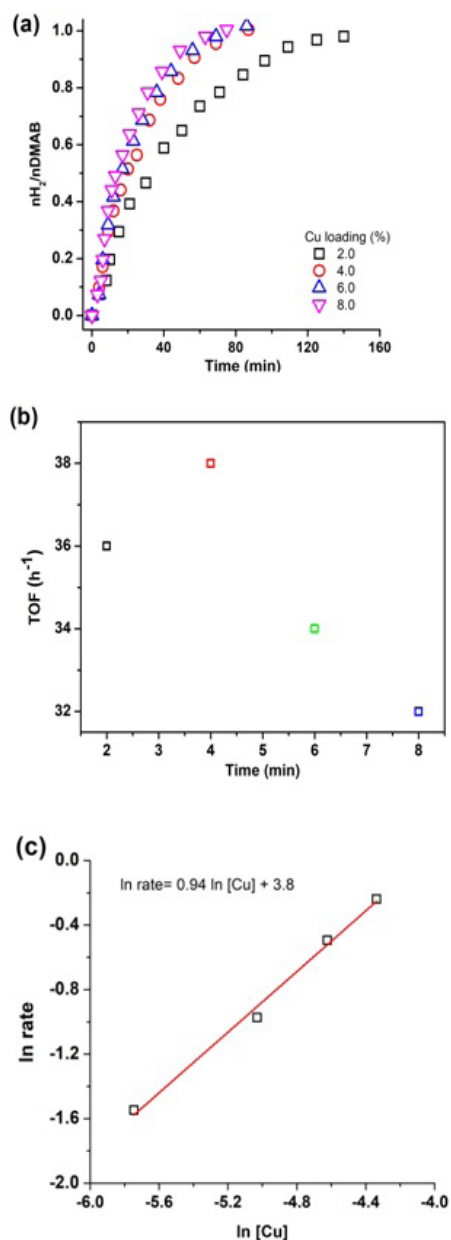 (a)
nH₂/nDMAB
1.0
0.8
0.6
0.4
0.2
0.0
Cu loading (%)
2.0
4.0
6.0
8.0
0 40 80 120 160
Time (min)
(b)
TOF (h⁻¹)
38
36
34
32
2 3 4 5 6 7 8
Time (min)
(c)
ln rate
0.0
-0.4
-0.8
-1.2
-1.6
-2.0
ln rate= 0.94 ln [Cu] + 3.8
-6.0 -5.2 -4.6 -4.0
ln [Cu]